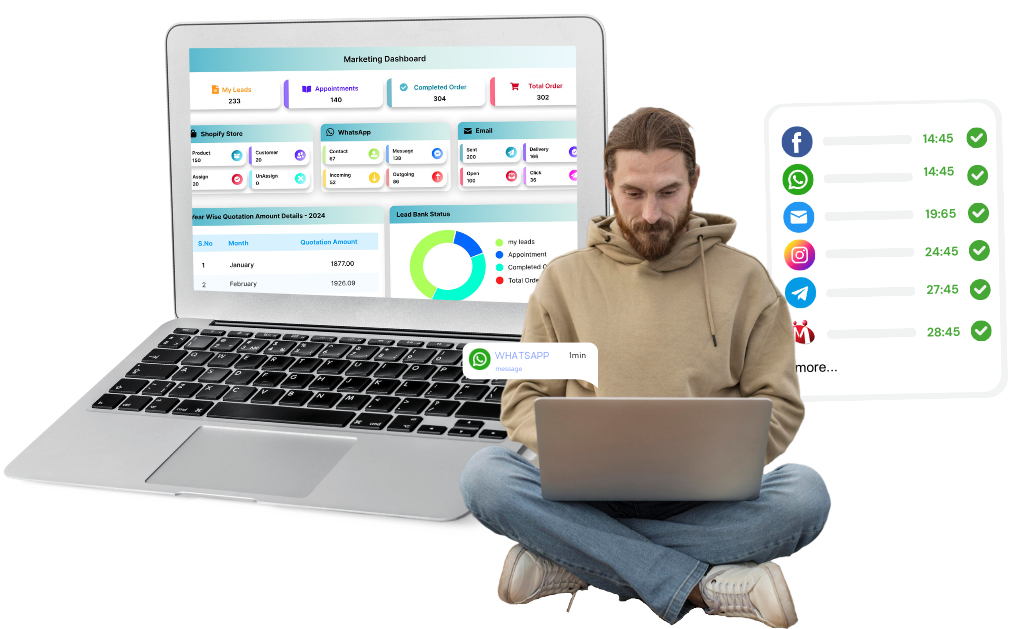 Marketing Dashboard
My Leads
233
Appointments
140
Completed Order
304
Total Order
302
Shopify Store
Product
150
Customer
20
Assign
20
UnAssign
0
WhatsApp
Contact
67
Message
138
Incoming
52
Outgoing
86
Email
Sent
200
Delivery
166
Open
100
Click
36
Year Wise Quotation Amount Details - 2024
S.No Month Quotation Amount
1 January 1877.00
2 February 1926.09
Lead Bank Status
my leads
Appointment
Completed O
Total Orde
WHATSAPP 1min
message
14:45
14:45
19:65
24:45
27:45
28:45
more...